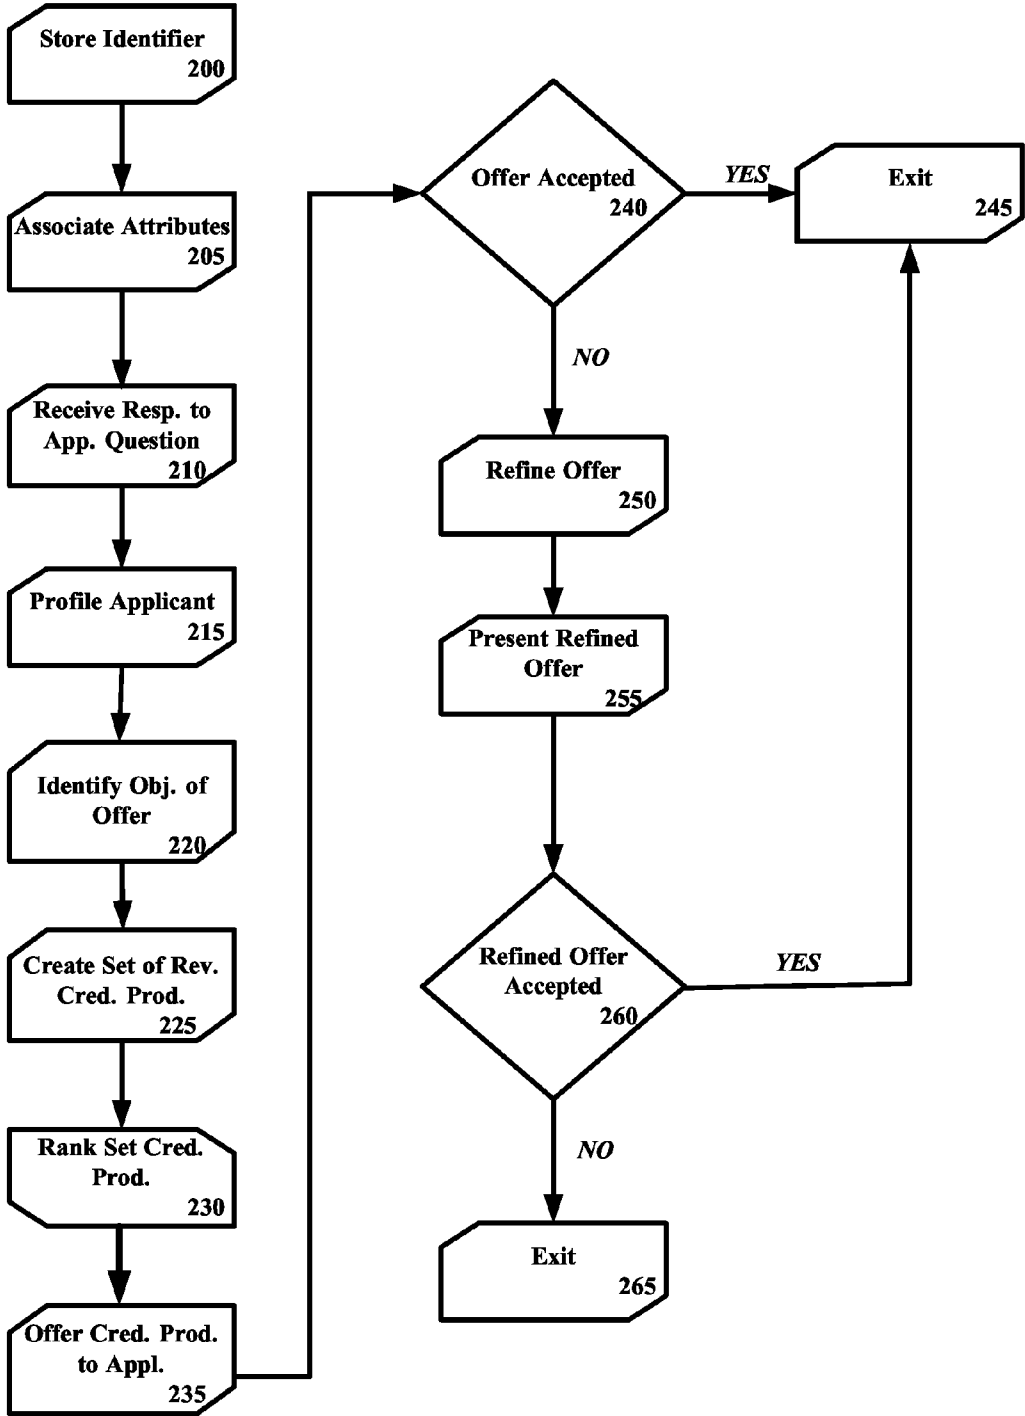 Store Identifier
200
Associate Attributes
205
Receive Resp. to
App. Question
210
Profile Applicant
215
Identify Obj. of
Offer
220
Create Set of Rev.
Cred. Prod.
225
Rank Set Cred.
Prod.
230
Offer Cred. Prod.
to Appl.
235
Offer Accepted
240
YES
Exit
245
NO
Refine Offer
250
Present Refined
Offer
255
Refined Offer
Accepted
260
YES
NO
Exit
265